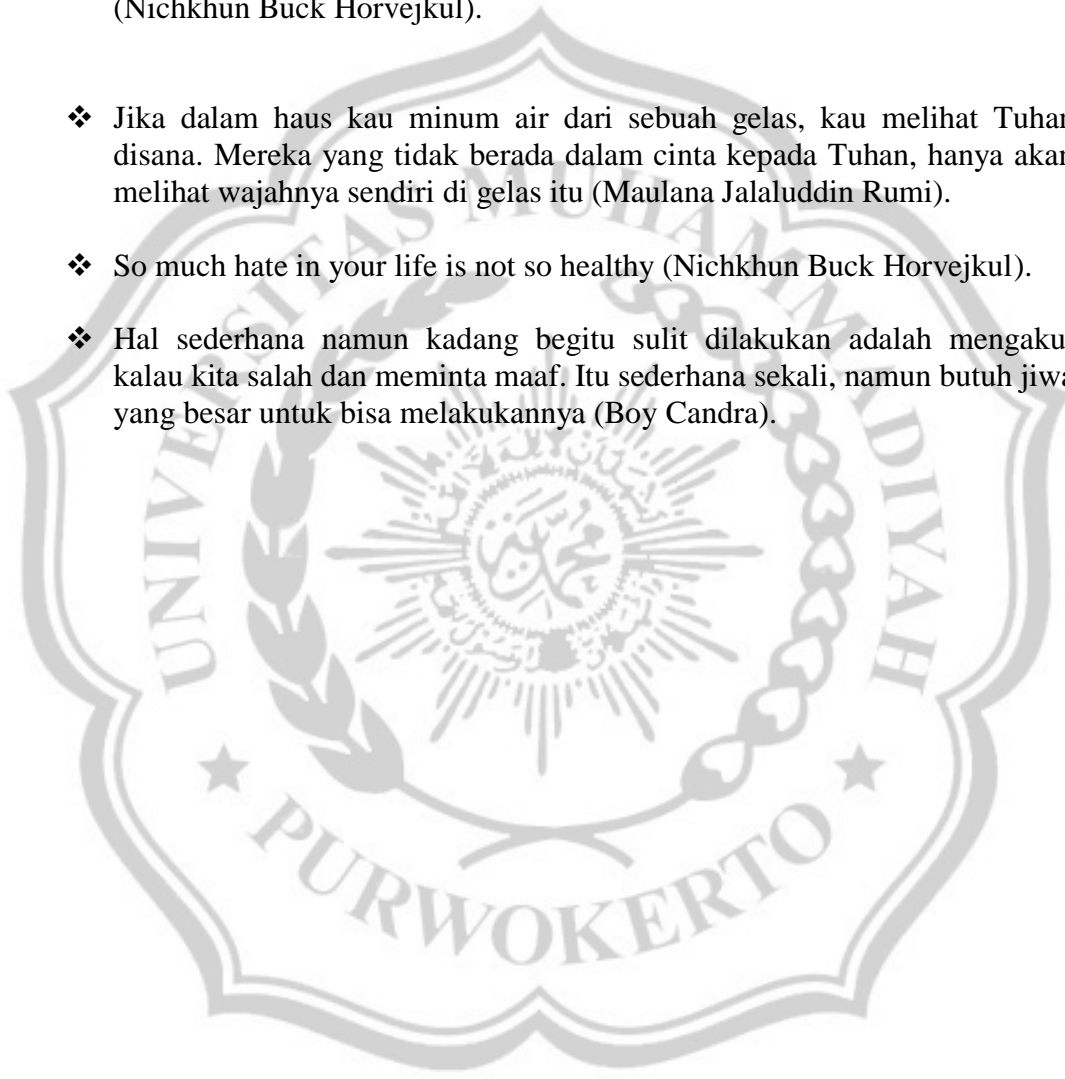 (Nichkhun Buck Horvejkul).
❖ Jika dalam haus kau minum air dari sebuah gelas, kau melihat Tuhan
disana. Mereka yang tidak berada dalam cinta kepada Tuhan, hanya akan
melihat wajahnya sendiri di gelas itu (Maulana Jalaluddin Rumi).
❖ So much hate in your life is not so healthy (Nichkhun Buck Horvejkul).
❖ Hal sederhana namun kadang begitu sulit dilakukan adalah mengaku
kalau kita salah dan meminta maaf. Itu sederhana sekali, namun butuh jiwa
yang besar untuk bisa melakukannya (Boy Candra).
UNIVERSITAS MUHAMMADIYAH
PURWOKERTO